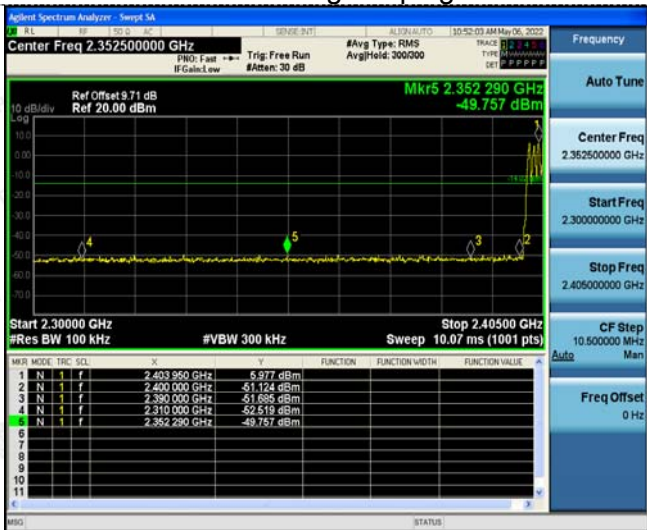 Agilent Spectrum Analyzer - Swept SA
RL RF 50 Ω AC SENSE:INT ALIGNAUTO 10:52:03 AM May 06, 2022
Center Freq 2.352500000 GHz
PNO: Fast Trig: Free Run
IFGain:Low #Atten: 30 dB
#Avg Type: RMS
Avg|Hold: 300/300
TRACE 1 2 3 4 5 6
TYPE
DET P P P P P P
Mkr5 2.352 290 GHz
-49.757 dBm
Ref Offset 9.71 dB
10 dB/div Ref 20.00 dBm
Log
1
10.0
0.00
-10.0
-20.0
-30.0
-40.0
4 5 3 2
-50.0
-60.0
-70.0
Start 2.30000 GHz Stop 2.40500 GHz
#Res BW 100 kHz #VBW 300 kHz Sweep 10.07 ms (1001 pts)
MKR MODE TRC SCL X Y FUNCTION FUNCTION WIDTH FUNCTION VALUE
1 N 1 f 2.403 950 GHz 5.977 dBm
2 N 1 f 2.400 000 GHz -51.124 dBm
3 N 1 f 2.390 000 GHz -51.685 dBm
4 N 1 f 2.310 000 GHz -52.519 dBm
5 N 1 f 2.352 290 GHz -49.757 dBm
6
7
8
9
10
11
MSG STATUS
Frequency
Auto Tune
Center Freq
2.352500000 GHz
Start Freq
2.300000000 GHz
Stop Freq
2.405000000 GHz
CF Step
10.500000 MHz
Auto Man
Freq Offset
0 Hz